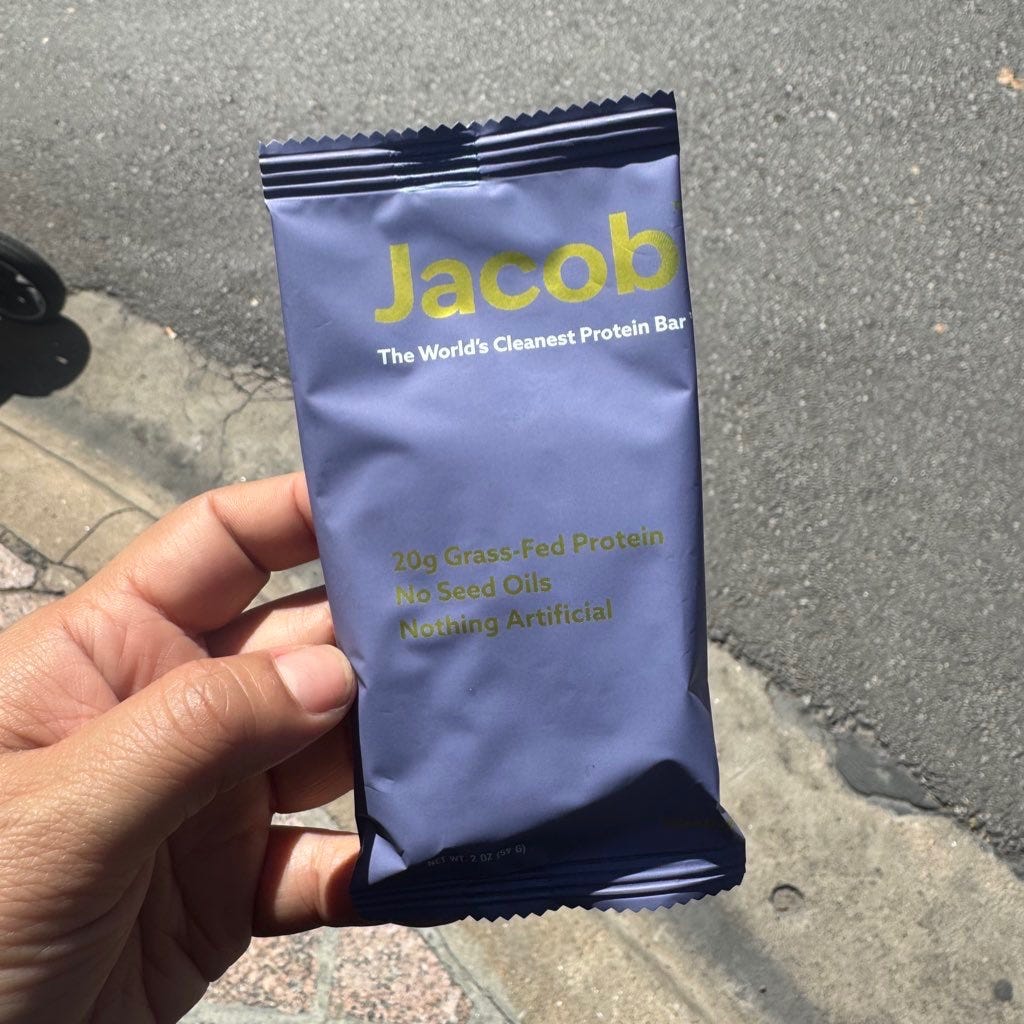 Jacob
The World's Cleanest Protein Bar
20g Grass-Fed Protein
No Seed Oils
Nothing Artificial
NET WT. 2 OZ (59 G)